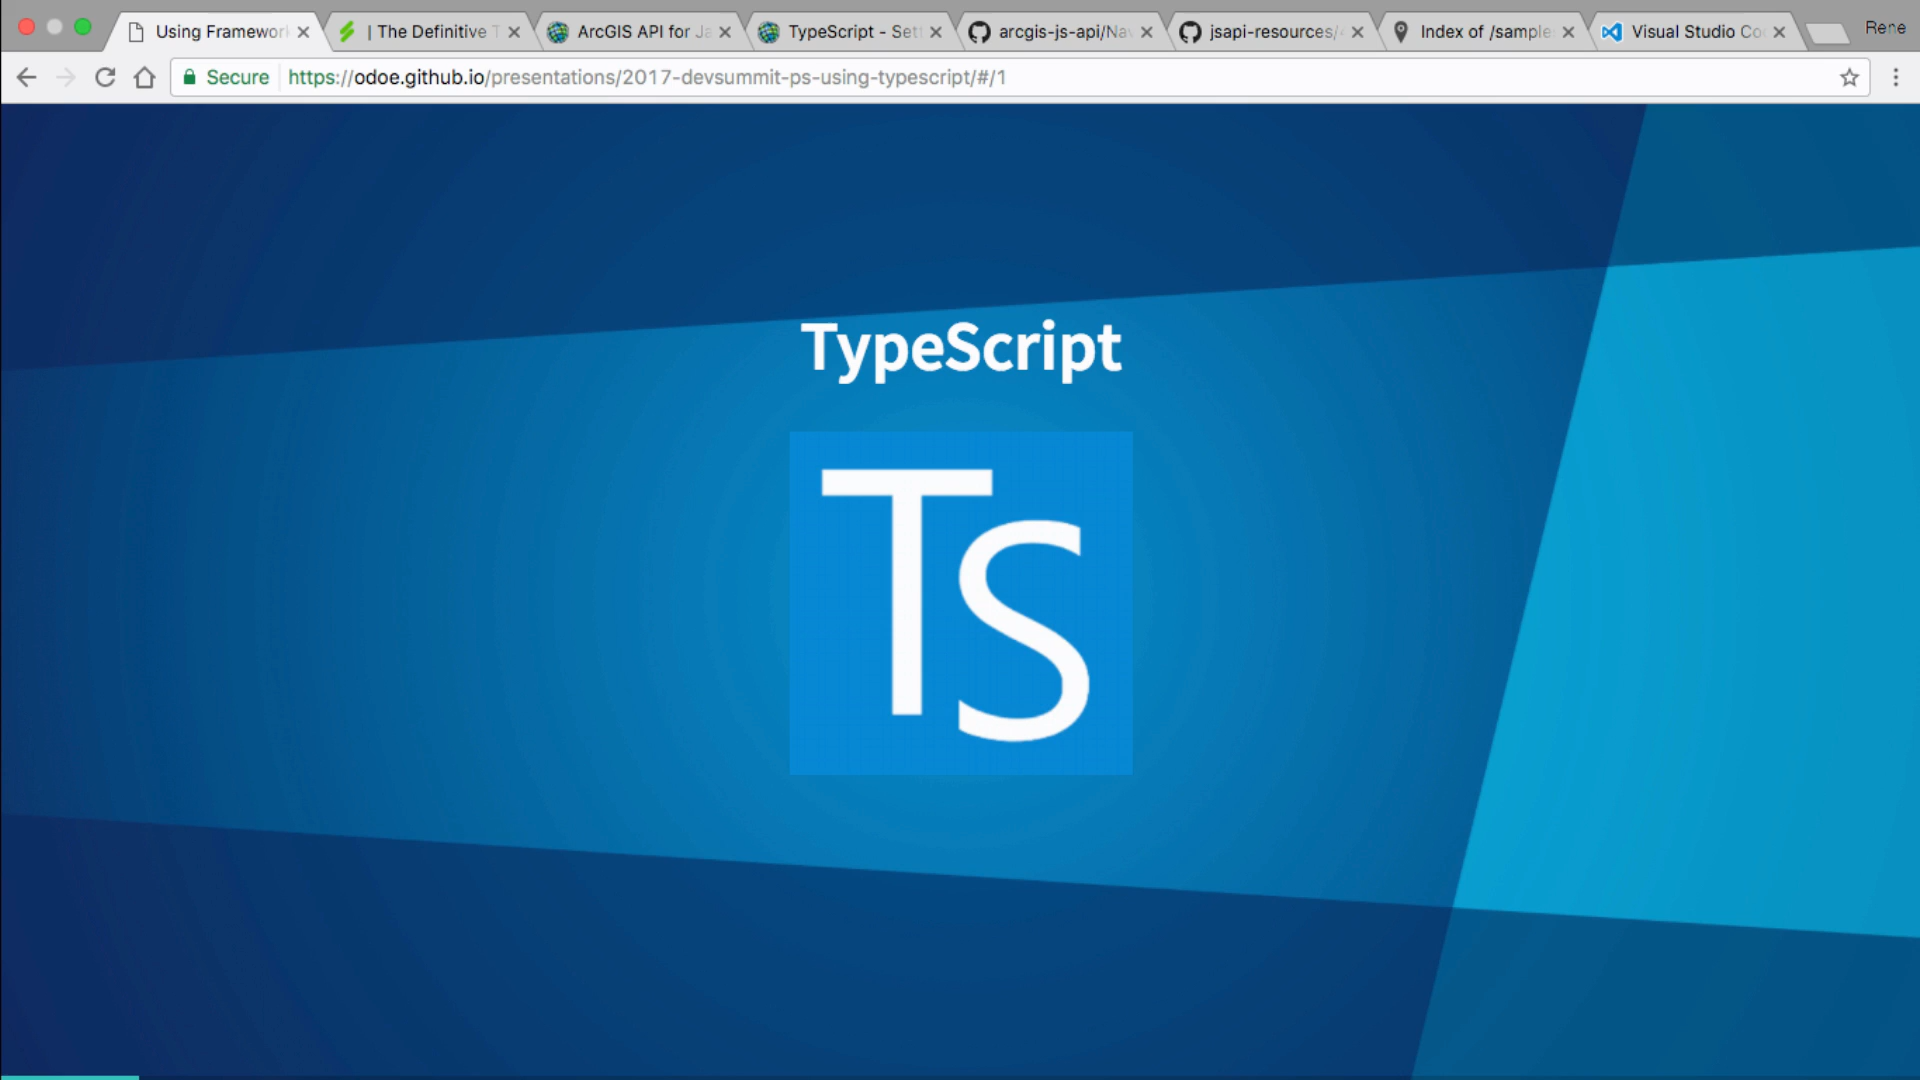 Using Framewor
| The Definitive T
ArcGIS API for Ja
TypeScript - Set
arcgis-js-api/Na
jsapi-resources/
Index of /sample
Visual Studio Co
Rene
Secure https://odoe.github.io/presentations/2017-devsummit-ps-using-typescript/#/1
TypeScript
TS